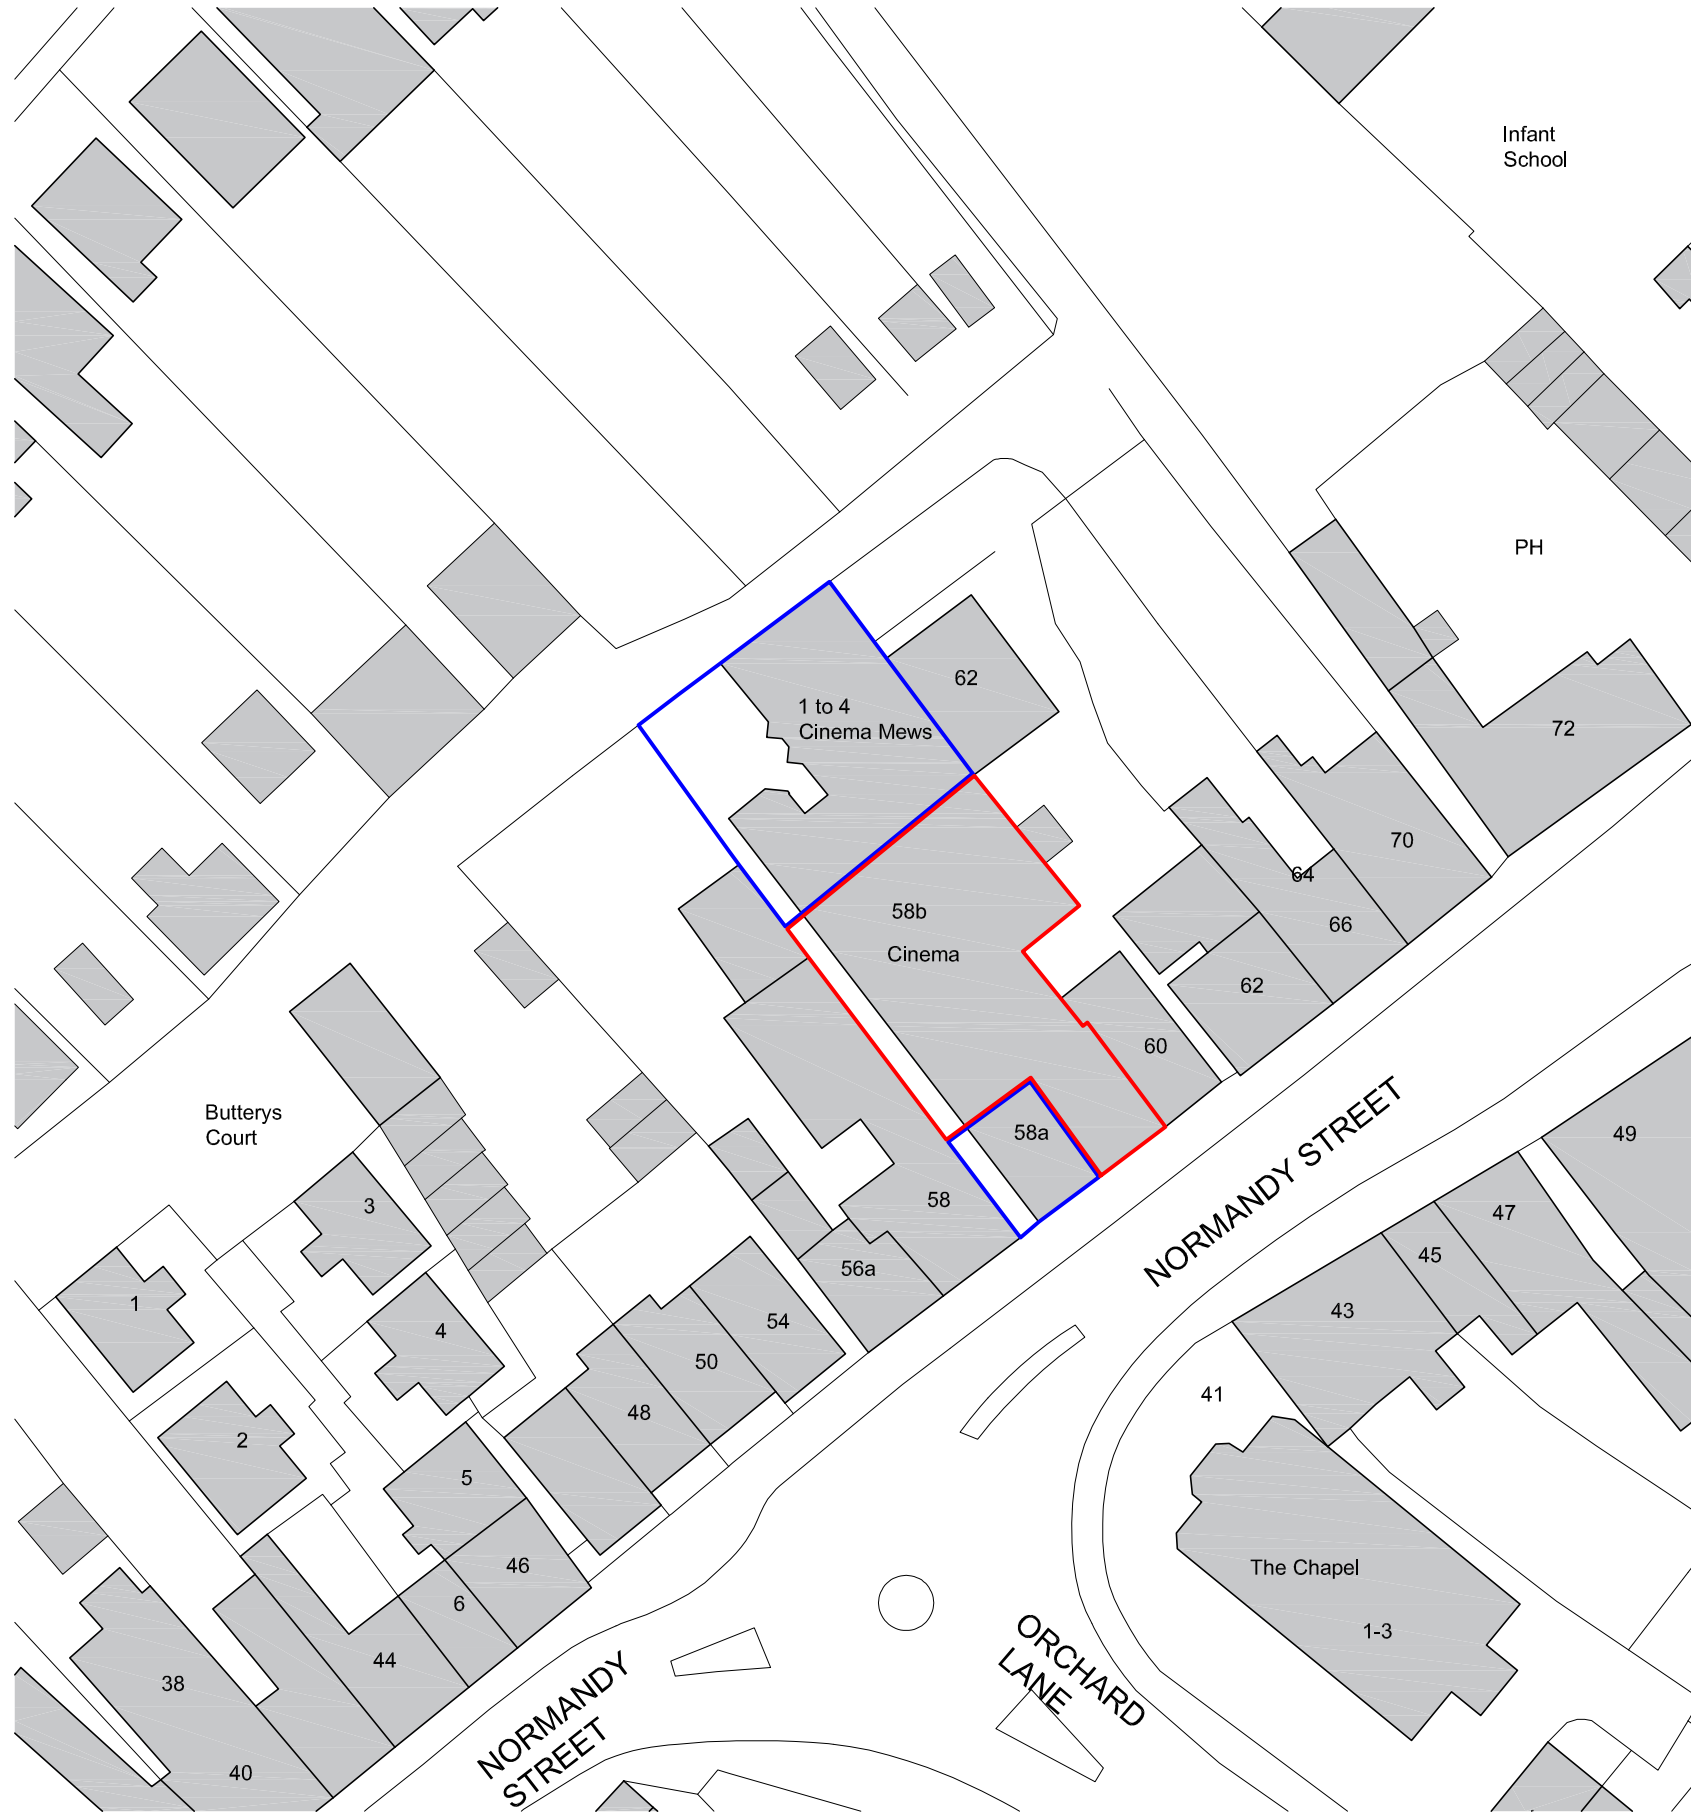 Infant
School
PH
62
1 to 4
Cinema Mews
72
70
64
58b
66
Cinema
62
60
Butterys
Court
58a
49
NORMANDY STREET
3
58
47
45
56a
1
43
54
4
50
41
48
2
5
46
The Chapel
6
1-3
44
38
ORCHARD
LANE
NORMANDY
STREET
40